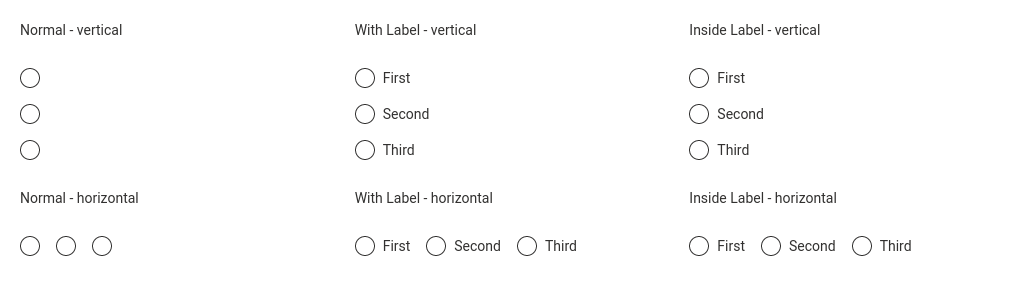 Normal - vertical
With Label - vertical
Inside Label - vertical
First
First
Second
Second
Third
Third
Normal - horizontal
With Label - horizontal
Inside Label - horizontal
First Second Third
First Second Third